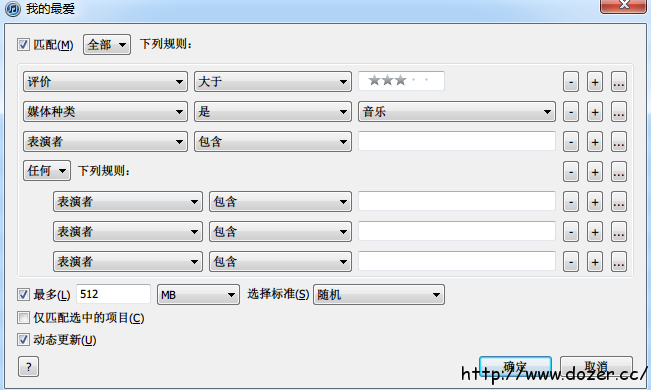 我的最爱
匹配(M) 全部 下列规则：
评价 大于 ★★★ - + ...
媒体种类 是 音乐 - + ...
表演者 包含 - + ...
任何 下列规则： - + ...
表演者 包含 - + ...
表演者 包含 - + ...
表演者 包含 - + ...
最多(L) 512 MB 选择标准(S) 随机
仅匹配选中的项目(C)
动态更新(U)
? 确定 取消
http://www.dozer.cc/